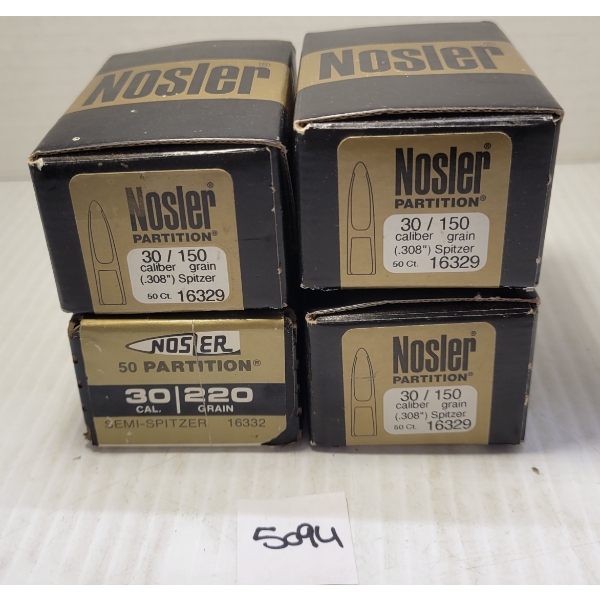 Nosler®
Nosler®
Nosler®
PARTITION®
30 / 150
caliber grain
(.308") Spitzer
50 Ct. 16329
Nosler®
PARTITION®
30 / 150
caliber grain
(.308") Spitzer
50 Ct. 16329
NOSLER
50 PARTITION®
30 | 220
CAL. GRAIN
SEMI-SPITZER 16332
Nosler®
PARTITION®
30 / 150
caliber grain
(.308") Spitzer
50 Ct. 16329
5094